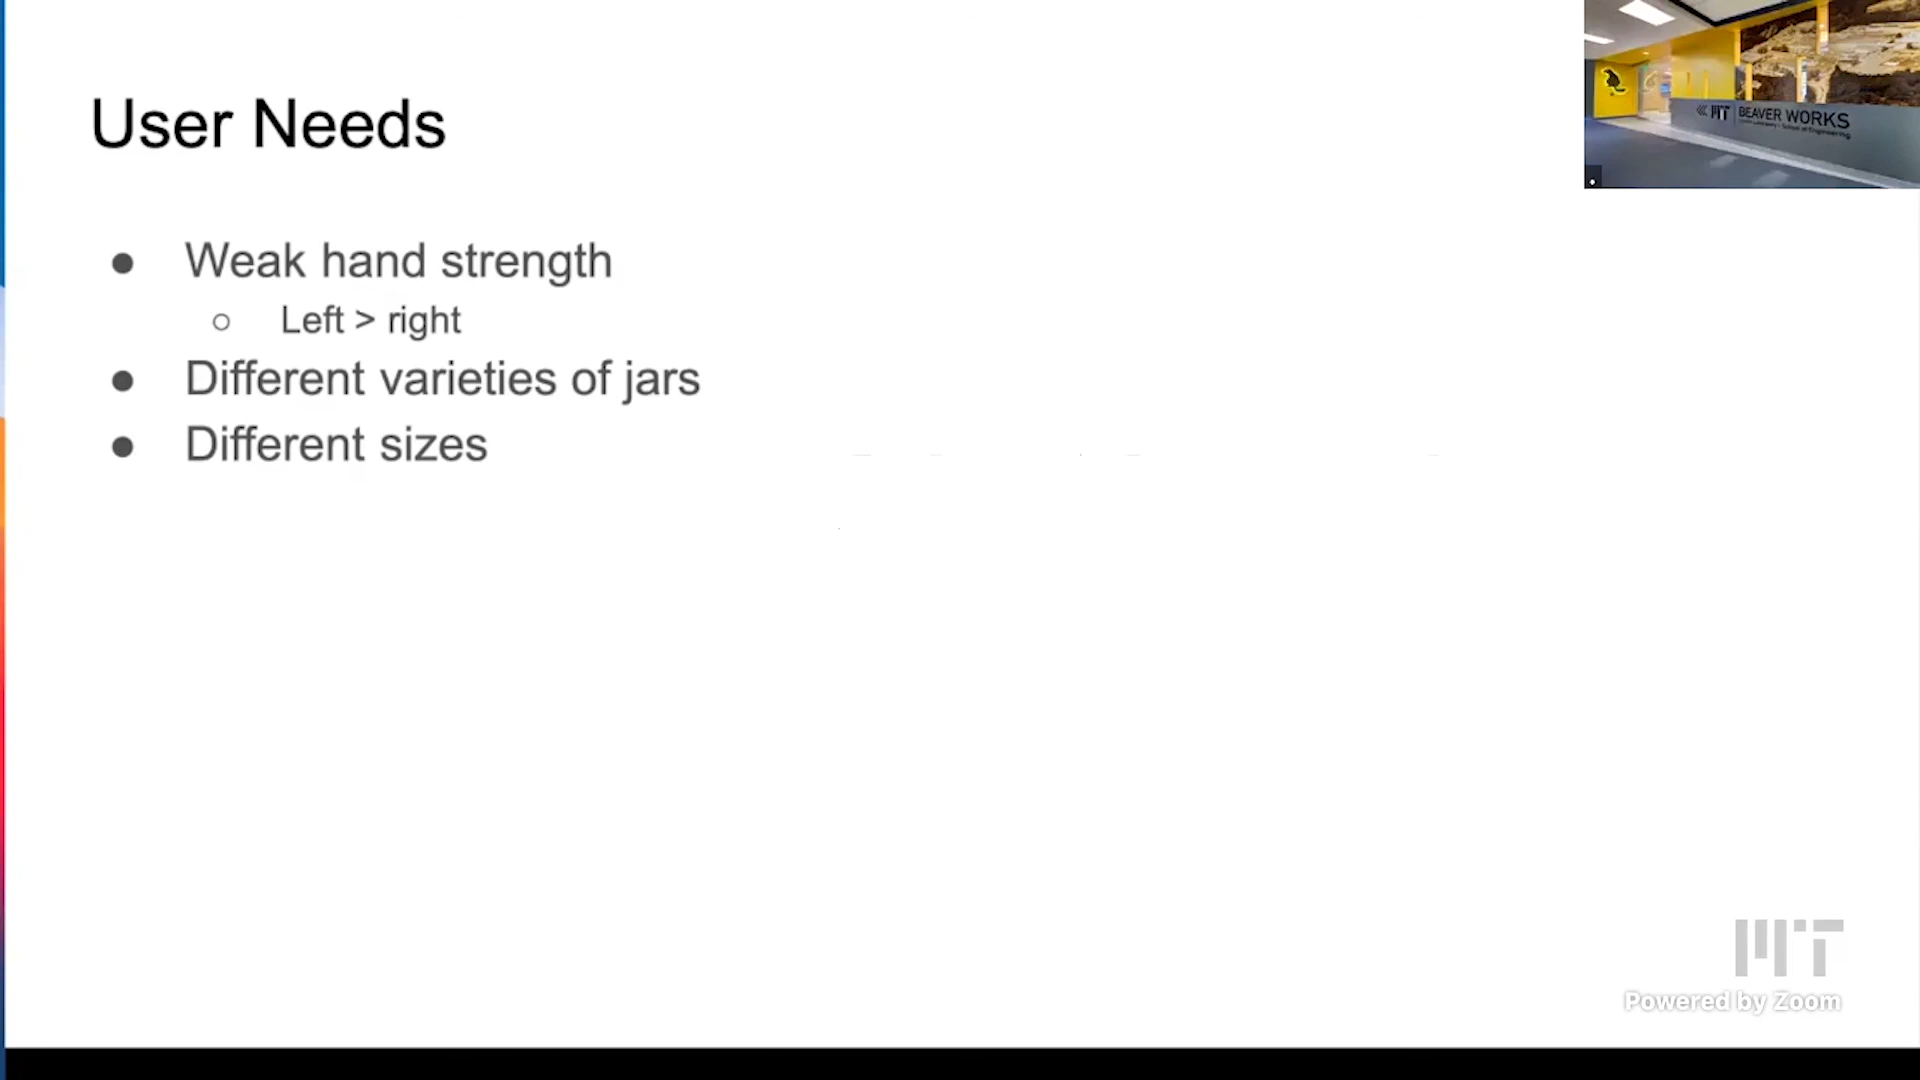 User Needs
● Weak hand strength
○ Left > right
● Different varieties of jars
● Different sizes
MIT BEAVER WORKS
MIT
Powered by Zoom